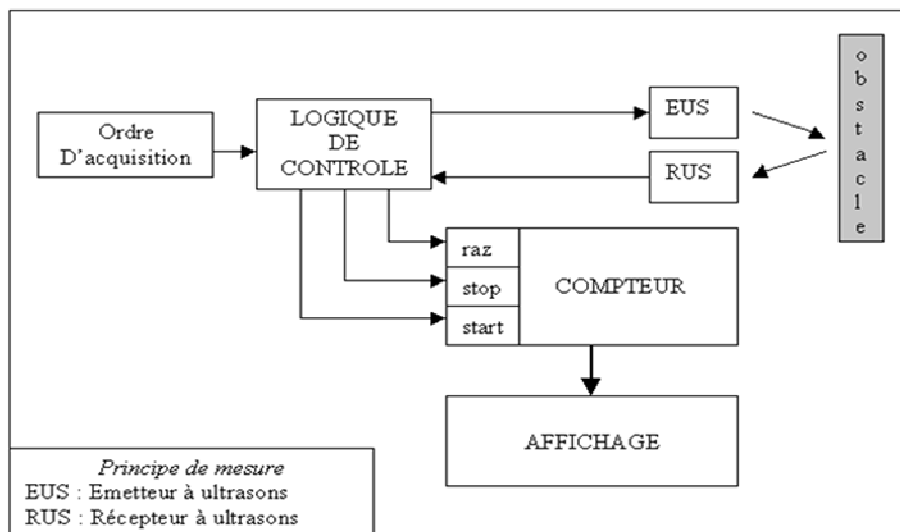 Ordre
D'acquisition
LOGIQUE
DE
CONTROLE
EUS
RUS
obstacle
raz
stop
start
COMPTEUR
AFFICHAGE
Principe de mesure
EUS : Emetteur à ultrasons
RUS : Récepteur à ultrasons